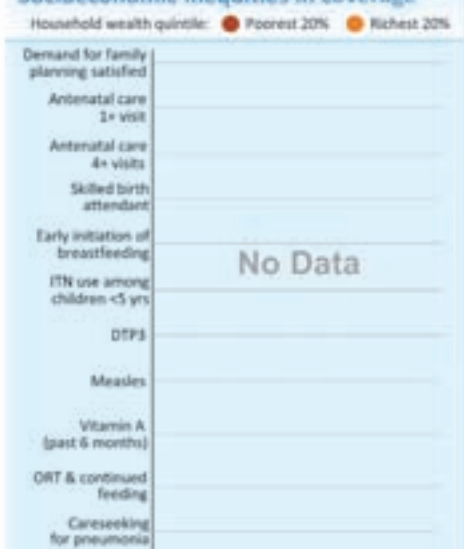 Socioeconomic inequities in coverage
Household wealth quintile: Poorest 20% Richest 20%
Demand for family
planning satisfied
Antenatal care
1+ visit
Antenatal care
4+ visits
Skilled birth
attendant
Early initiation of
breastfeeding
No Data
ITN use among
children <5 yrs
DTP3
Measles
Vitamin A
(past 6 months)
ORT & continued
feeding
Careseeking
for pneumonia